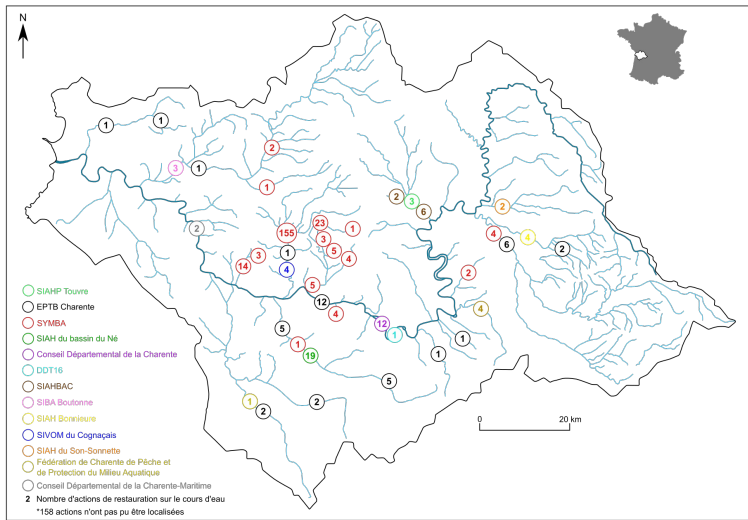 N
1
1
3
1
2
1
2
155
23
1
3
5
4
1
4
3
14
5
12
4
2
3
6
2
4
6
4
2
2
4
12
1
1
1
5
1
19
5
1
2
2
0
20 km
SIAHP Touvre
EPTB Charente
SYMBA
SIAH du bassin du Né
Conseil Départemental de la Charente
DDT16
SIAHBAC
SIBA Boutonne
SIAH Bonnieure
SIVOM du Cognaçais
SIAH du Son-Sonnette
Fédération de Charente de Pêche et
de Protection du Milieu Aquatique
Conseil Départemental de la Charente-Maritime
2 Nombre d'actions de restauration sur le cours d'eau
*158 actions n'ont pas pu être localisées